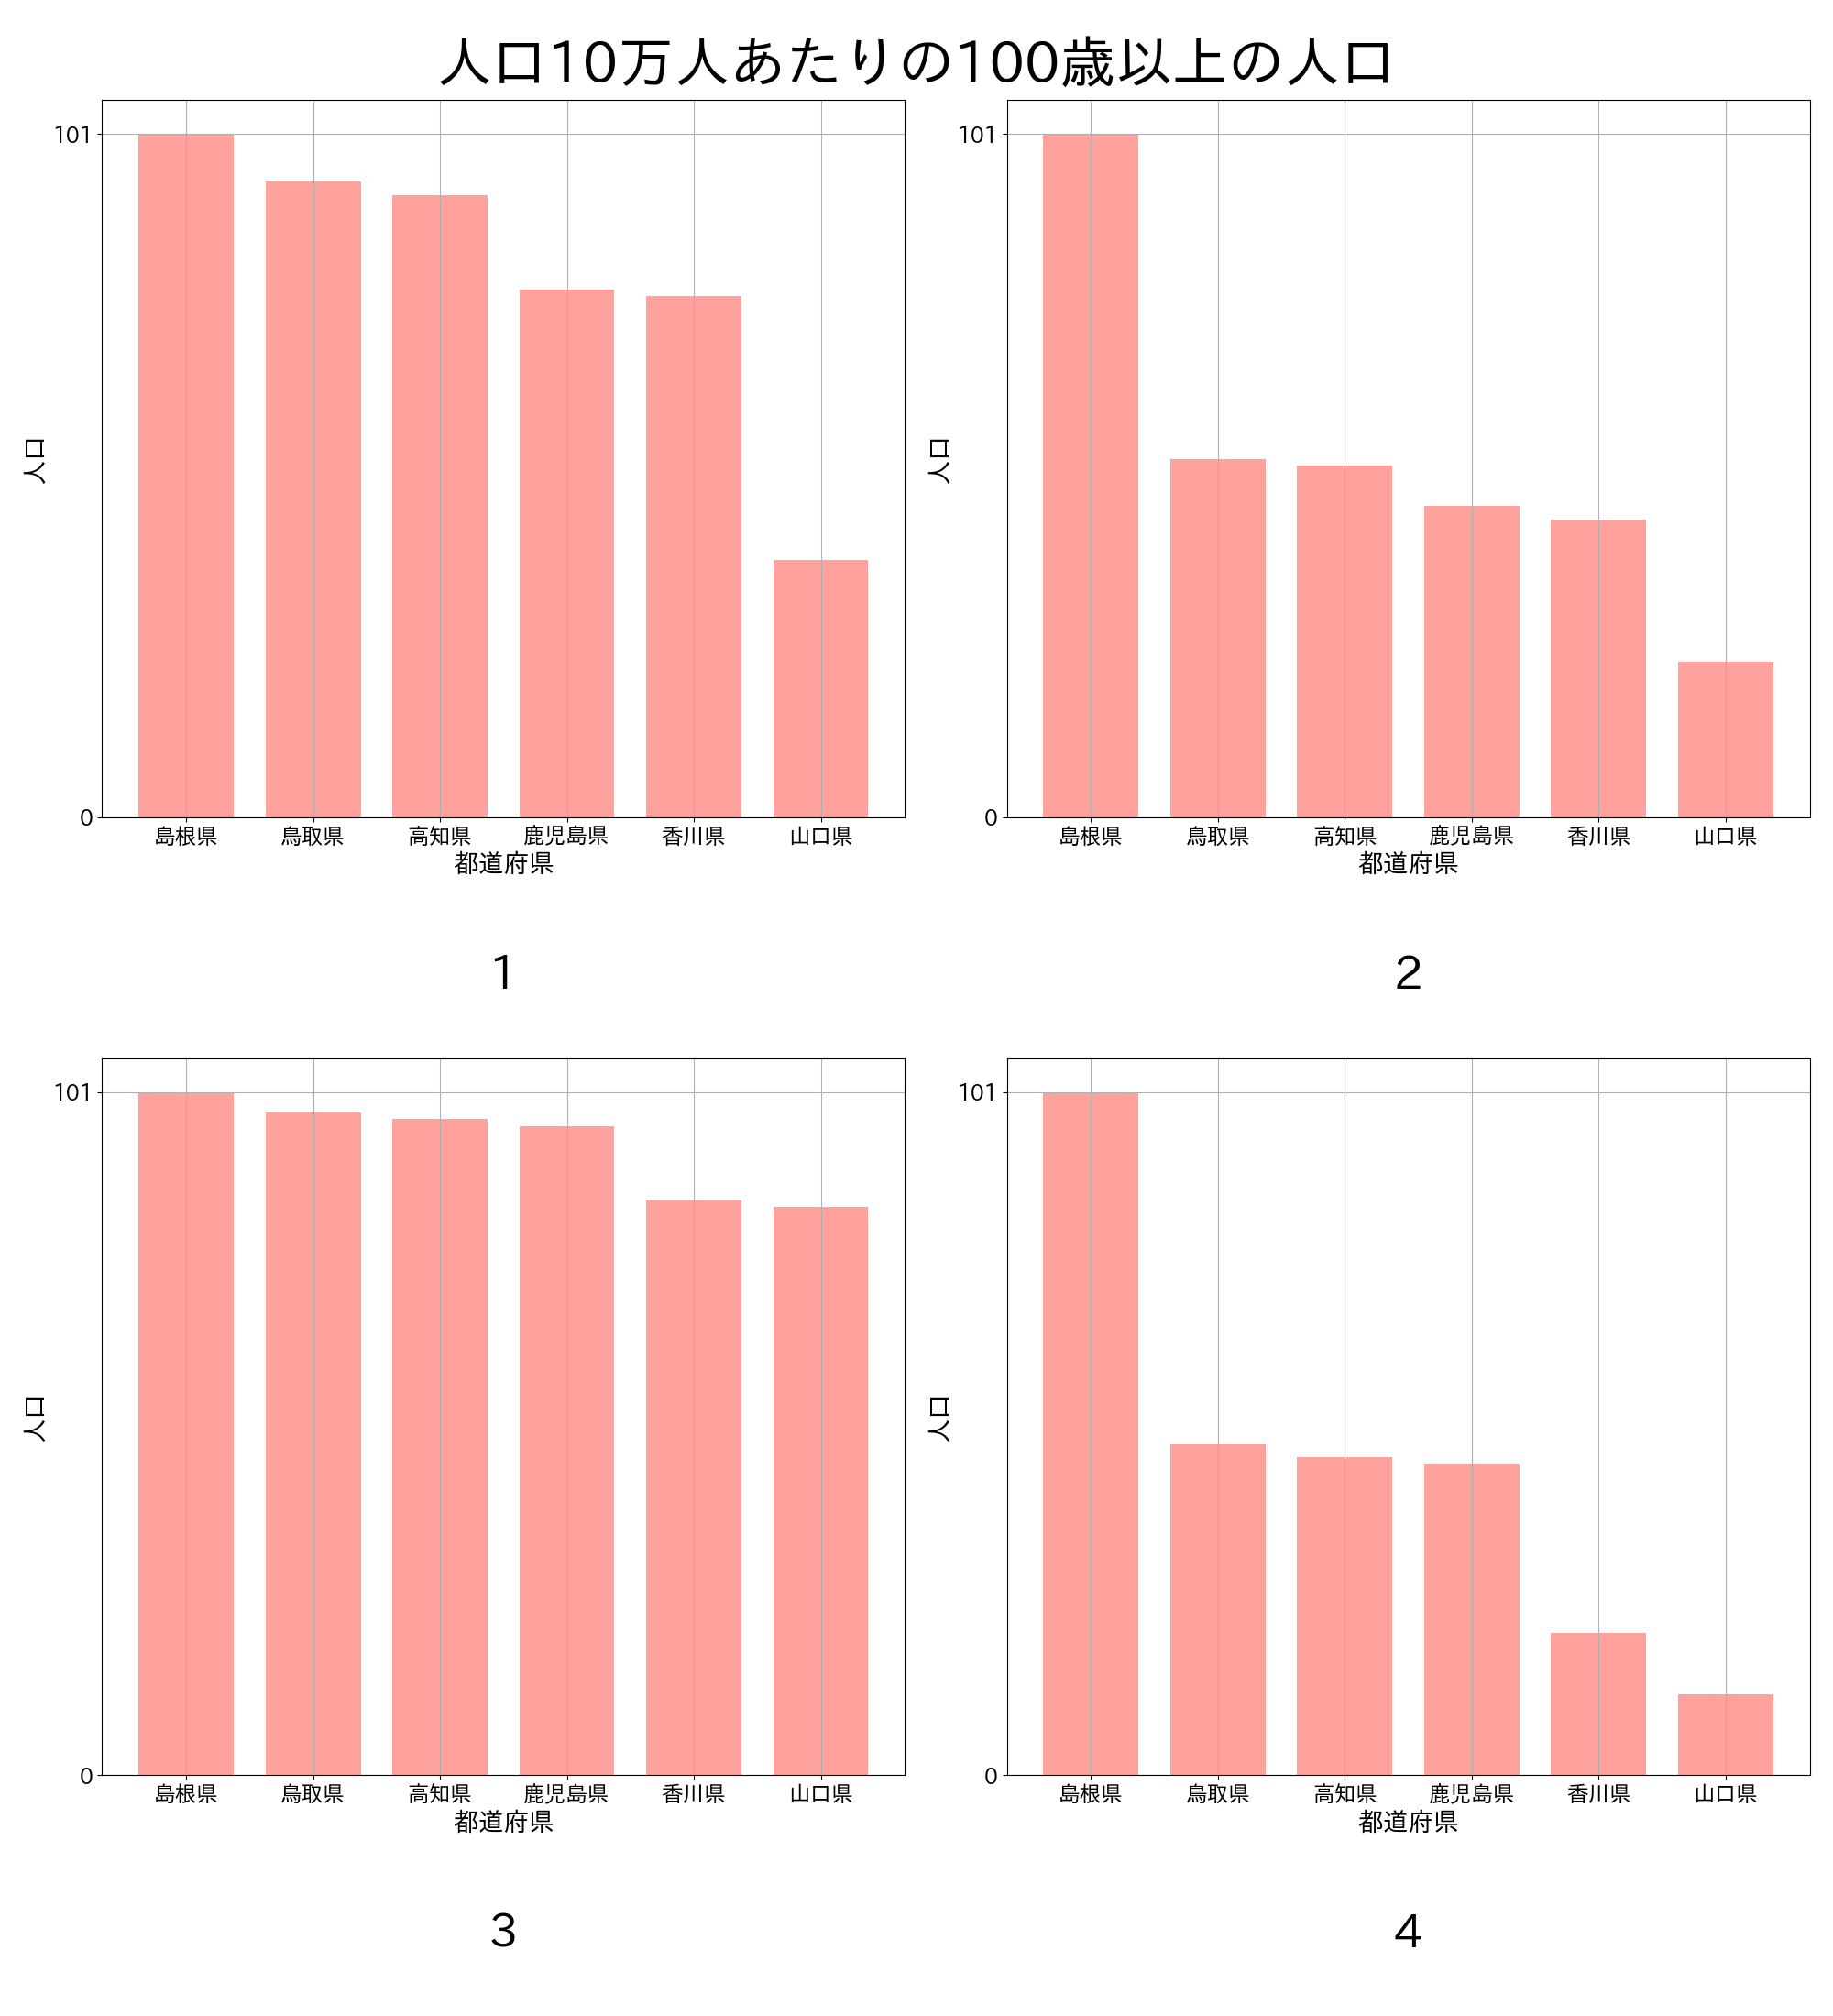 人口10万人あたりの100歳以上の人口
101
0
人口
島根県 鳥取県 高知県 鹿児島県 香川県 山口県
都道府県
1
101
0
人口
島根県 鳥取県 高知県 鹿児島県 香川県 山口県
都道府県
2
101
0
人口
島根県 鳥取県 高知県 鹿児島県 香川県 山口県
都道府県
3
101
0
人口
島根県 鳥取県 高知県 鹿児島県 香川県 山口県
都道府県
4